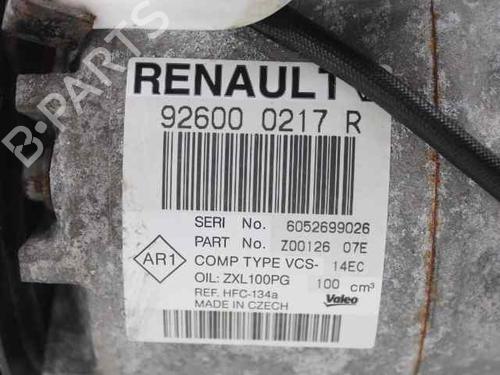 RENAULT
92600 0217 R
SERI No. 6052699026
PART No. Z00126 07E
AR1
COMP TYPE VCS- 14EC
OIL: ZXL100PG 100 cm³
REF. HFC-134a
MADE IN CZECH
Valeo
B-PARTS